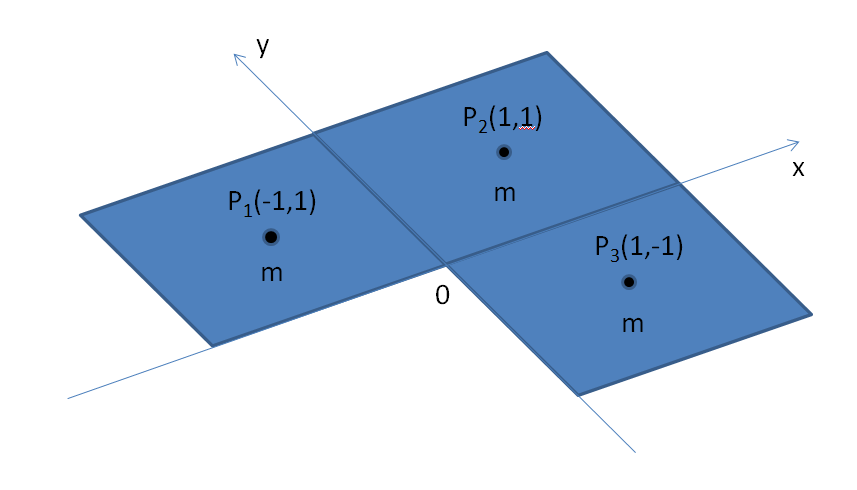 y
P₂(1,1)
m
x
P₁(-1,1)
m
P₃(1,-1)
m
0